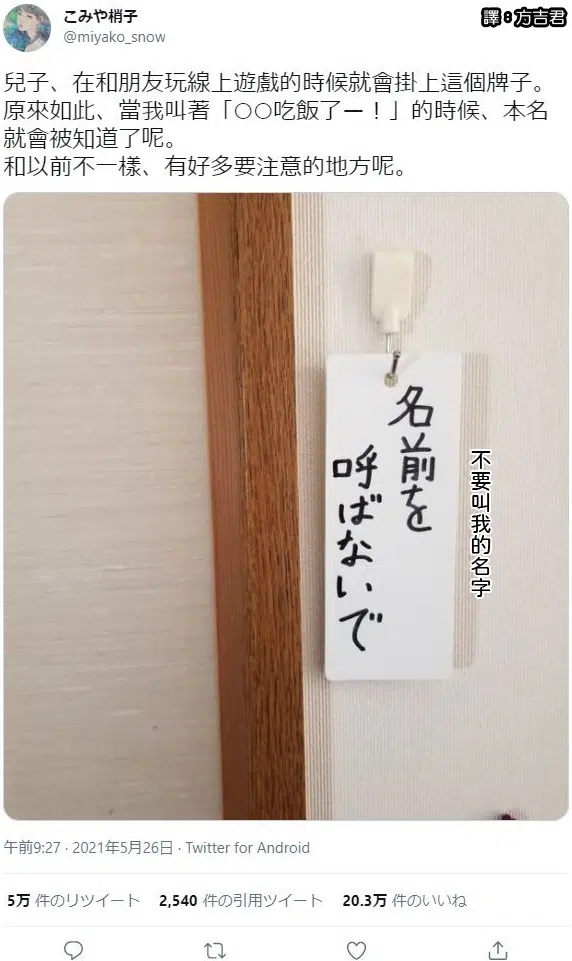 こみや梢子
@miyako_snow
譯8方吉君
兒子、在和朋友玩線上遊戲的時候就會掛上這個牌子。
原來如此、當我叫著「○○吃飯了ー！」的時候、本名
就會被知道了呢。
和以前不一樣、有好多要注意的地方呢。
名前を
呼ばないで
不要叫我的名字
午前9:27 · 2021年5月26日 · Twitter for Android
5万 件のリツイート 2,540 件の引用ツイート 20.3万 件のいいね